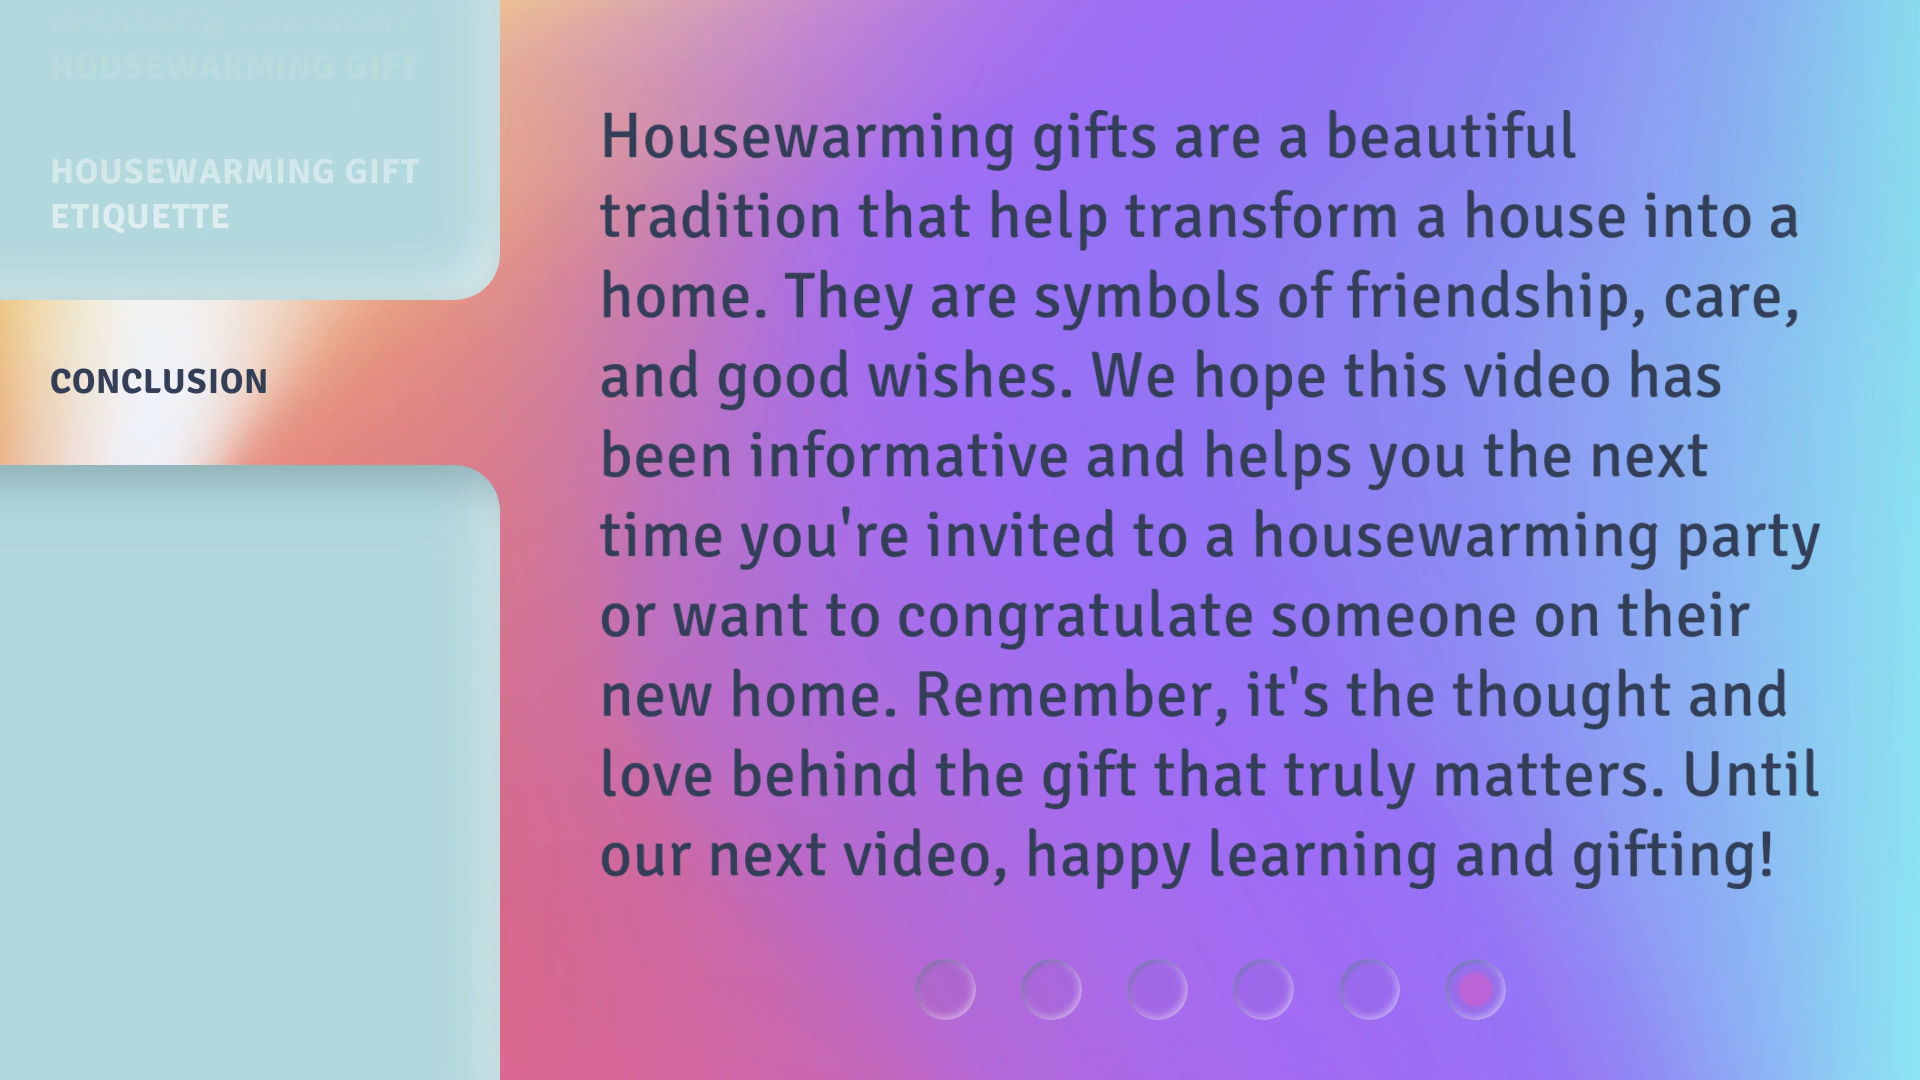 HOUSEWARMING GIFT
HOUSEWARMING GIFT
ETIQUETTE
CONCLUSION
Housewarming gifts are a beautiful
tradition that help transform a house into a
home. They are symbols of friendship, care,
and good wishes. We hope this video has
been informative and helps you the next
time you're invited to a housewarming party
or want to congratulate someone on their
new home. Remember, it's the thought and
love behind the gift that truly matters. Until
our next video, happy learning and gifting!